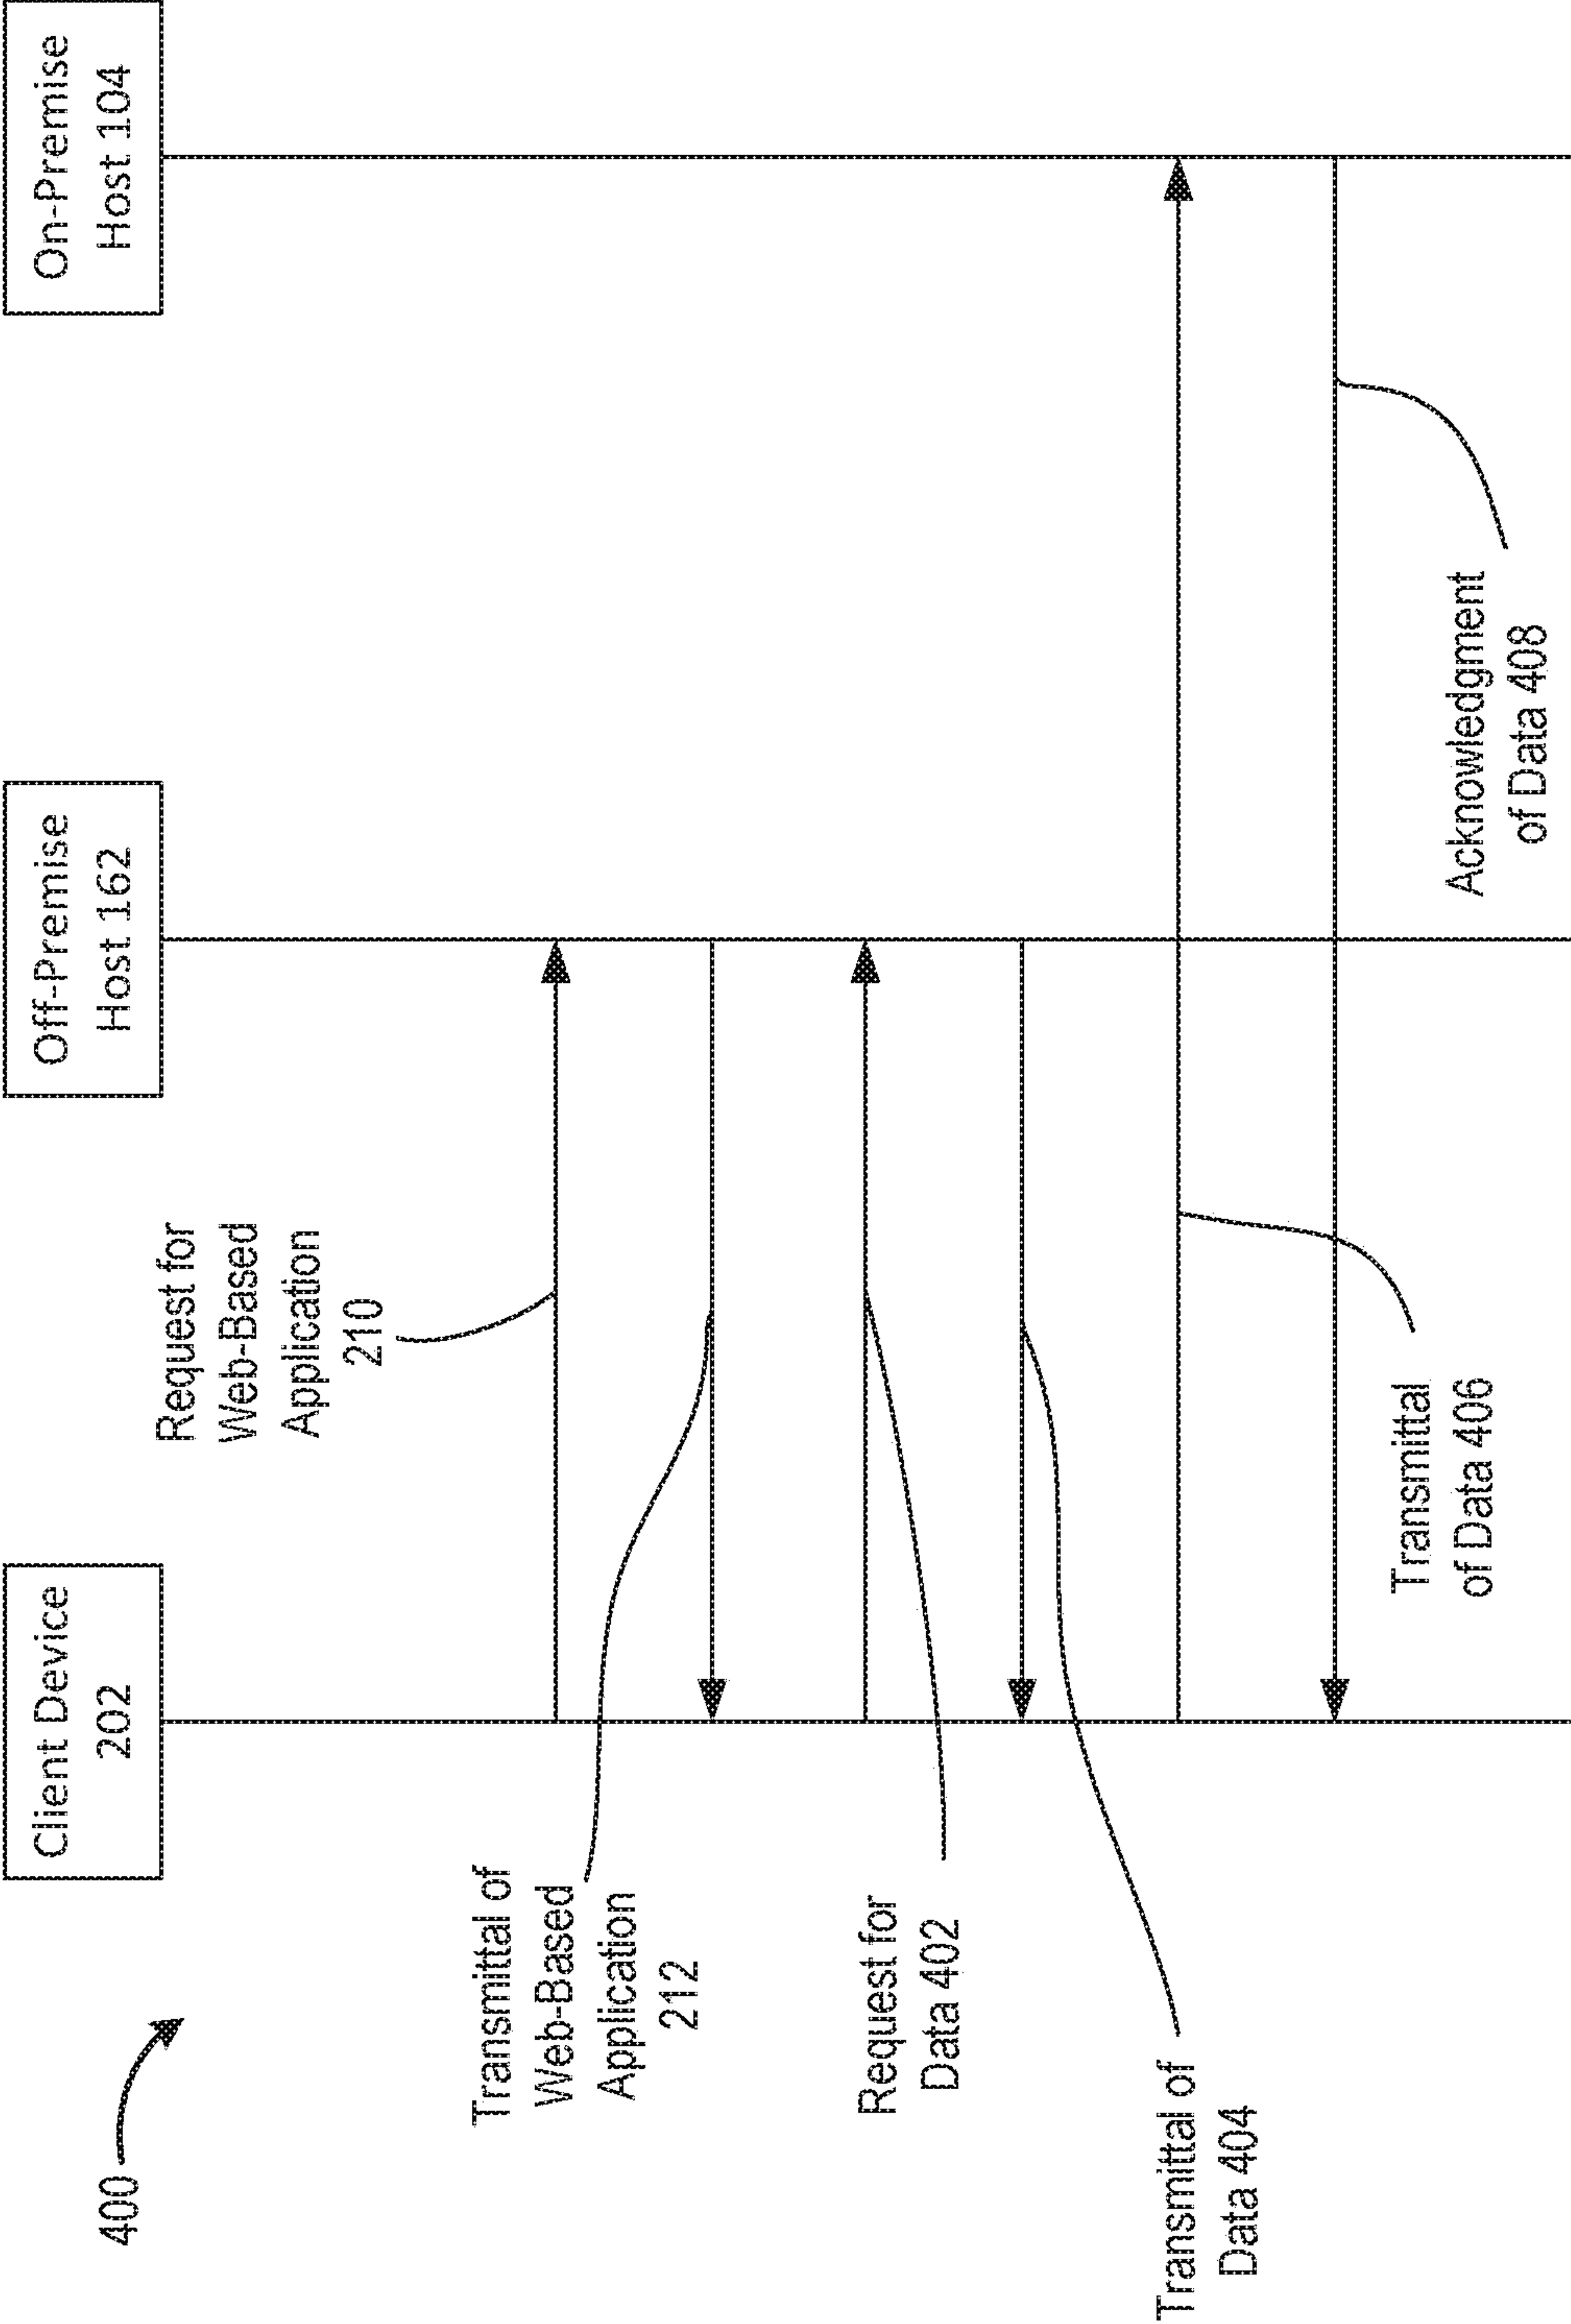 400
Client Device
202
Off-Premise
Host 162
On-Premise
Host 104
Request for
Web-Based
Application
210
Transmittal of
Web-Based
Application
212
Request for
Data 402
Transmittal of
Data 404
Transmittal
of Data 406
Acknowledgment
of Data 408